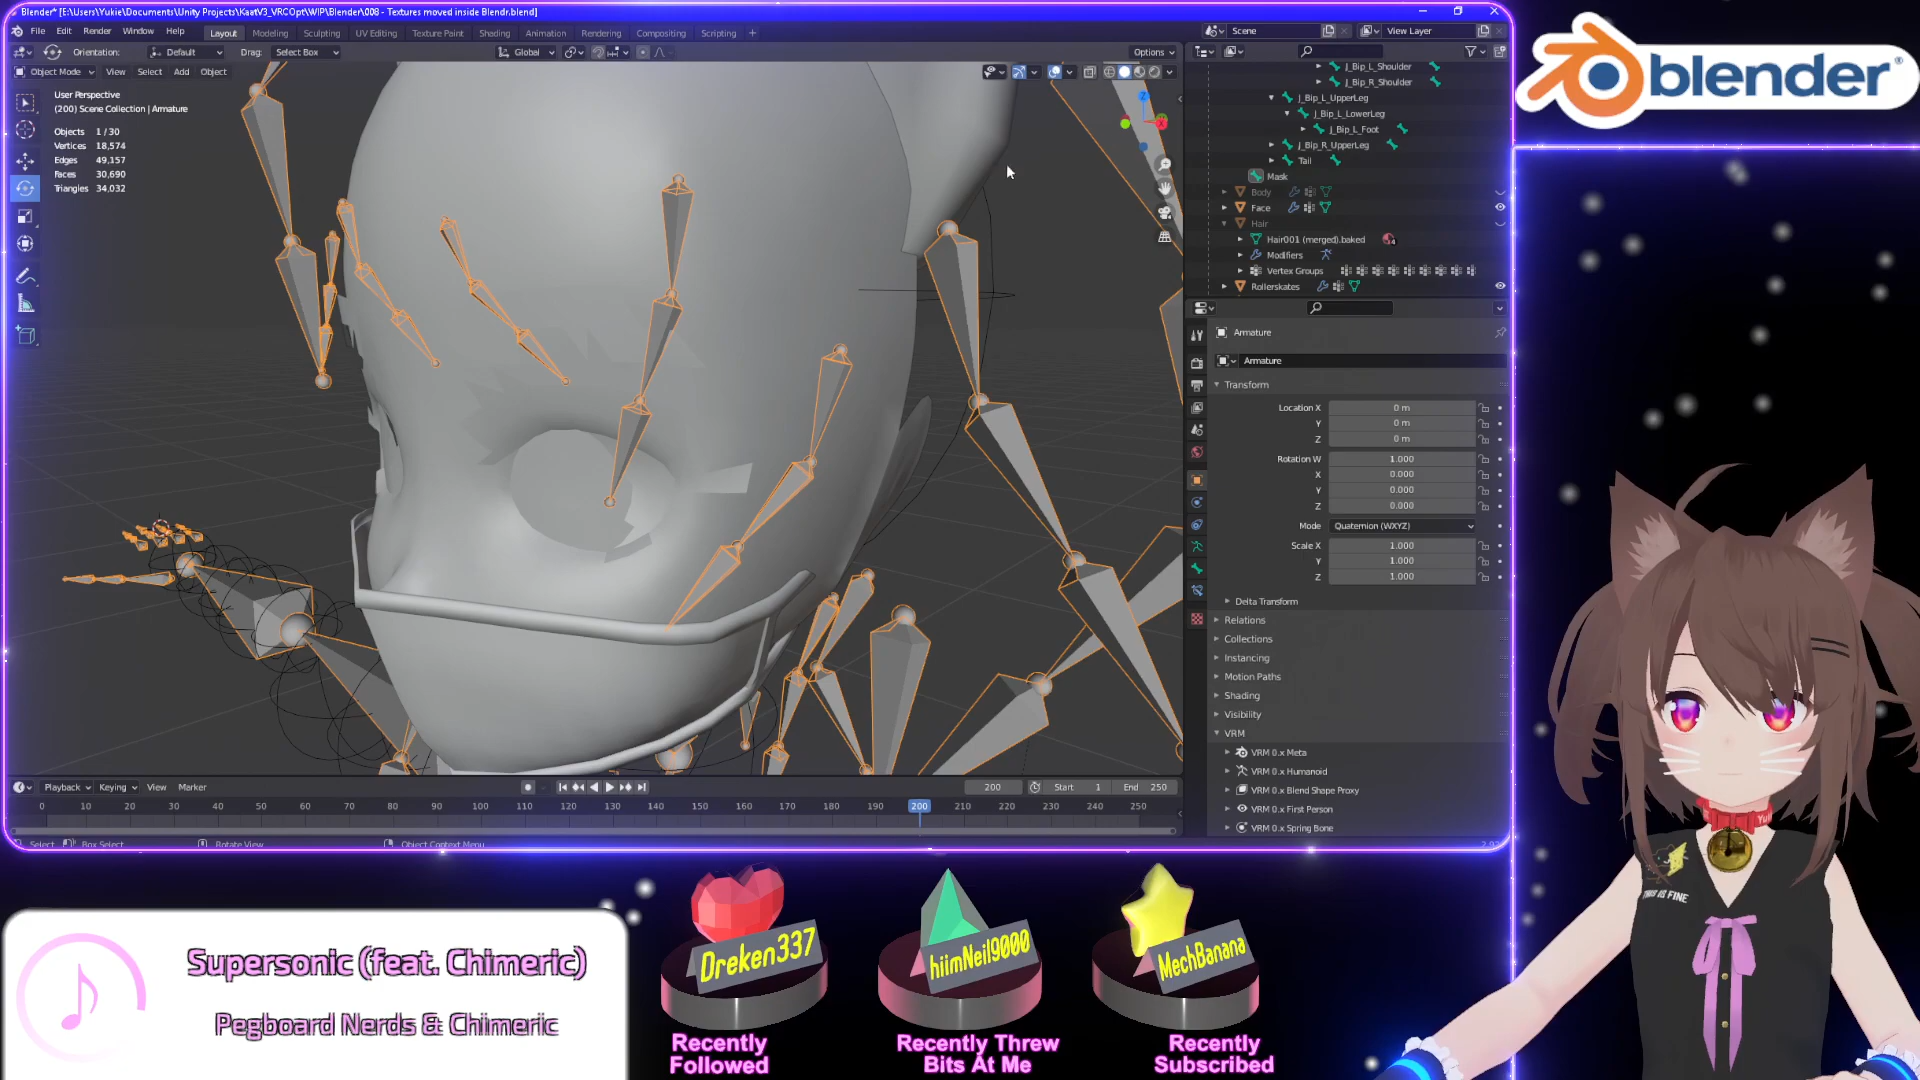 Blender* [E:\Users\Yukie\Documents\Unity Projects\KaatV3_VRCOpt\WIP\Blender\008 - Textures moved inside Blendr.blend]
File Edit Render Window Help
Layout Modeling Sculpting UV Editing Texture Paint Shading Animation Rendering Compositing Scripting +
Scene
View Layer
Orientation: Default Drag: Select Box
Global
Options
Object Mode View Select Add Object
User Perspective
(200) Scene Collection | Armature
Objects 1 / 30
Vertices 18,574
Edges 49,157
Faces 30,690
Triangles 34,032
Z
J_Bip_L_Shoulder
J_Bip_R_Shoulder
J_Bip_L_UpperLeg
J_Bip_L_LowerLeg
J_Bip_L_Foot
J_Bip_R_UpperLeg
Tail
Mask
Body
Face
Hair
Hair001 (merged).baked
Modifiers
Vertex Groups
Rollerskates
Armature
Armature
Transform
Location X 0 m
Y 0 m
Z 0 m
Rotation W 1.000
X 0.000
Y 0.000
Z 0.000
Mode Quaternion (WXYZ)
Scale X 1.000
Y 1.000
Z 1.000
Delta Transform
Relations
Collections
Instancing
Motion Paths
Shading
Visibility
VRM
VRM 0.x Meta
VRM 0.x Humanoid
VRM 0.x Blend Shape Proxy
VRM 0.x First Person
VRM 0.x Spring Bone
Playback Keying View Marker
200 Start 1 End 250
0 10 20 30 40 50 60 70 80 90 100 110 120 130 140 150 160 170 180 190 200 210 220 230 240 250
Select Box Select Rotate View Object Context Menu
blender
THIS IS FINE
Supersonic (feat. Chimeric)
Pegboard Nerds & Chimeric
Dreken337
Recently
Followed
hiimNeil9000
Recently Threw
Bits At Me
MechBanana
Recently
Subscribed